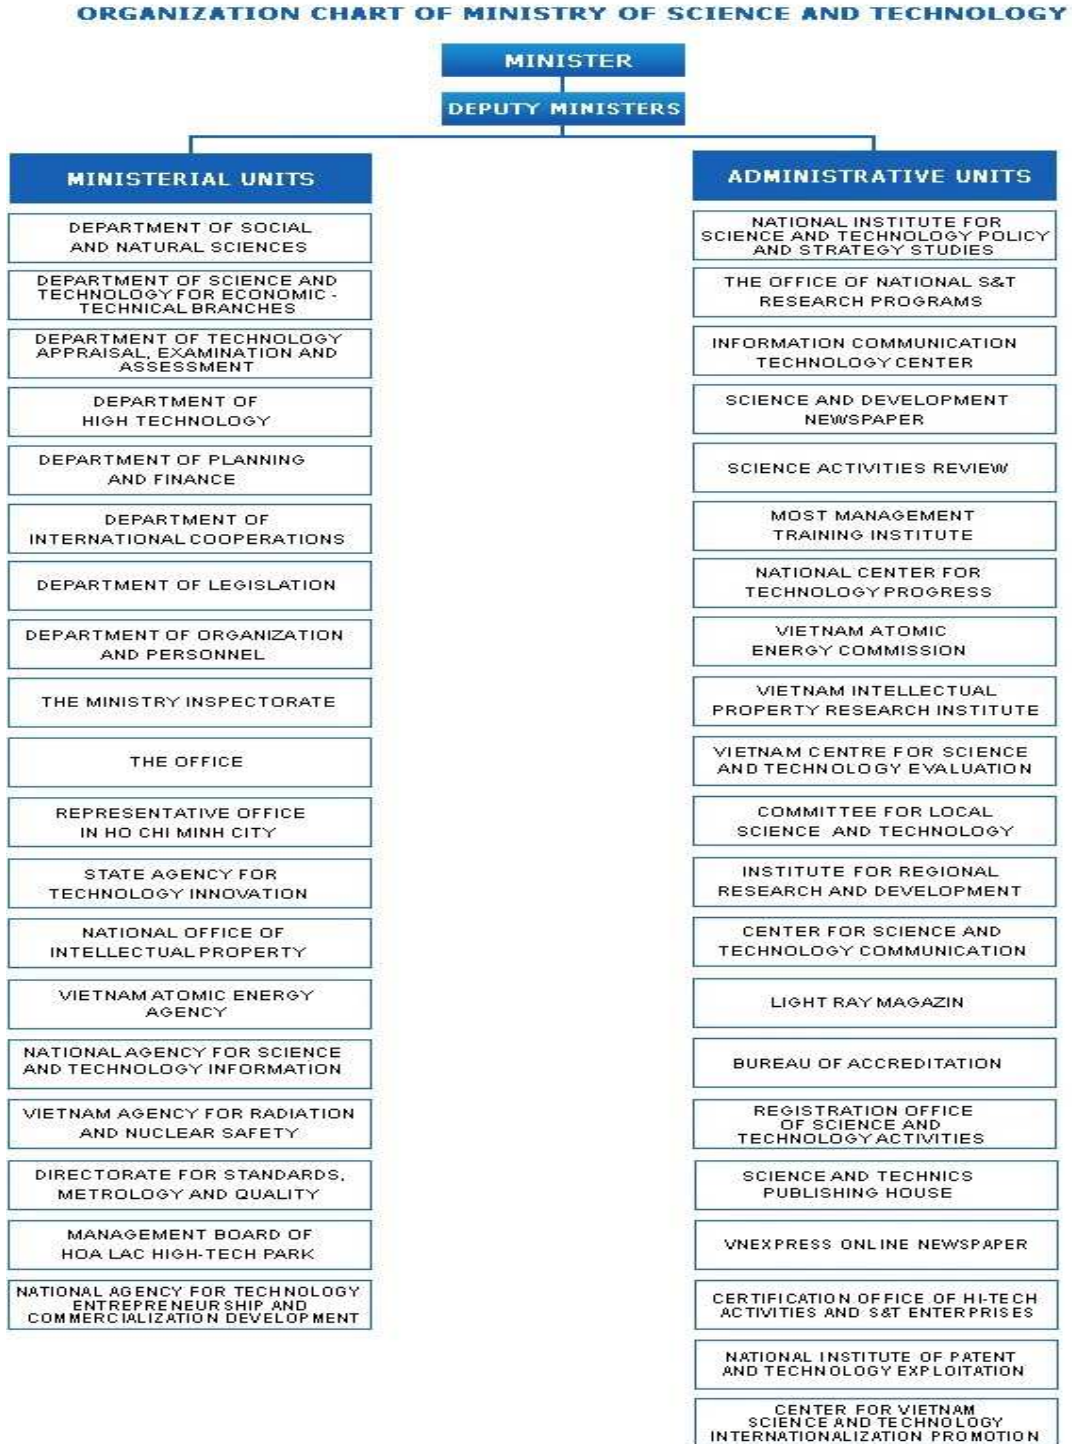 ORGANIZATION CHART OF MINISTRY OF SCIENCE AND TECHNOLOGY
MINISTER
DEPUTY MINISTERS
MINISTERIAL UNITS
DEPARTMENT OF SOCIAL
AND NATURAL SCIENCES
DEPARTMENT OF SCIENCE AND
TECHNOLOGY FOR ECONOMIC -
TECHNICAL BRANCHES
DEPARTMENT OF TECHNOLOGY
APPRAISAL, EXAMINATION AND
ASSESSMENT
DEPARTMENT OF
HIGH TECHNOLOGY
DEPARTMENT OF PLANNING
AND FINANCE
DEPARTMENT OF
INTERNATIONAL COOPERATIONS
DEPARTMENT OF LEGISLATION
DEPARTMENT OF ORGANIZATION
AND PERSONNEL
THE MINISTRY INSPECTORATE
THE OFFICE
REPRESENTATIVE OFFICE
IN HO CHI MINH CITY
STATE AGENCY FOR
TECHNOLOGY INNOVATION
NATIONAL OFFICE OF
INTELLECTUAL PROPERTY
VIETNAM ATOMIC ENERGY
AGENCY
NATIONAL AGENCY FOR SCIENCE
AND TECHNOLOGY INFORMATION
VIETNAM AGENCY FOR RADIATION
AND NUCLEAR SAFETY
DIRECTORATE FOR STANDARDS,
METROLOGY AND QUALITY
MANAGEMENT BOARD OF
HOA LAC HIGH-TECH PARK
NATIONAL AGENCY FOR TECHNOLOGY
ENTREPRENEURSHIP AND
COMMERCIALIZATION DEVELOPMENT
ADMINISTRATIVE UNITS
NATIONAL INSTITUTE FOR
SCIENCE AND TECHNOLOGY POLICY
AND STRATEGY STUDIES
THE OFFICE OF NATIONAL S&T
RESEARCH PROGRAMS
INFORMATION COMMUNICATION
TECHNOLOGY CENTER
SCIENCE AND DEVELOPMENT
NEWSPAPER
SCIENCE ACTIVITIES REVIEW
MOST MANAGEMENT
TRAINING INSTITUTE
NATIONAL CENTER FOR
TECHNOLOGY PROGRESS
VIETNAM ATOMIC
ENERGY COMMISSION
VIETNAM INTELLECTUAL
PROPERTY RESEARCH INSTITUTE
VIETNAM CENTRE FOR SCIENCE
AND TECHNOLOGY EVALUATION
COMMITTEE FOR LOCAL
SCIENCE AND TECHNOLOGY
INSTITUTE FOR REGIONAL
RESEARCH AND DEVELOPMENT
CENTER FOR SCIENCE AND
TECHNOLOGY COMMUNICATION
LIGHT RAY MAGAZIN
BUREAU OF ACCREDITATION
REGISTRATION OFFICE
OF SCIENCE AND
TECHNOLOGY ACTIVITIES
SCIENCE AND TECHNICS
PUBLISHING HOUSE
VNEXPRESS ONLINE NEWSPAPER
CERTIFICATION OFFICE OF HI-TECH
ACTIVITIES AND S&T ENTERPRISES
NATIONAL INSTITUTE OF PATENT
AND TECHNOLOGY EXPLOITATION
CENTER FOR VIETNAM
SCIENCE AND TECHNOLOGY
INTERNATIONALIZATION PROMOTION